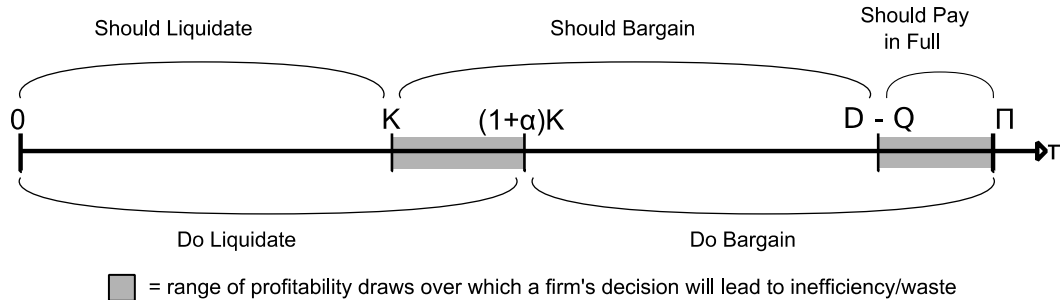 Should Liquidate
Should Bargain
Should Pay
in Full
0
K
(1+α)K
D - Q
Π
Do Liquidate
Do Bargain
= range of profitability draws over which a firm's decision will lead to inefficiency/waste